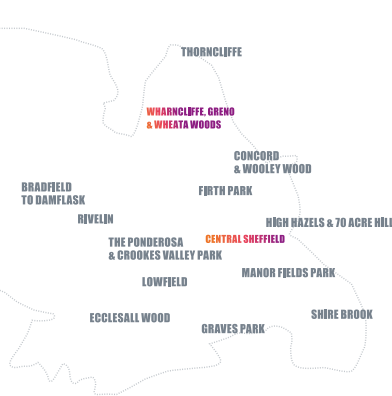 THORNCLIFFE
WHARNCLIFFE, GRENO
& WHEATA WOODS
CONCORD
& WOOLEY WOOD
BRADFIELD
TO DAMFLASK
FIRTH PARK
RIVELIN
HIGH HAZELS & 70 ACRE HILL
THE PONDEROSA
& CROOKES VALLEY PARK
CENTRAL SHEFFIELD
MANOR FIELDS PARK
LOWFIELD
ECCLESALL WOOD
SHIRE BROOK
GRAVES PARK